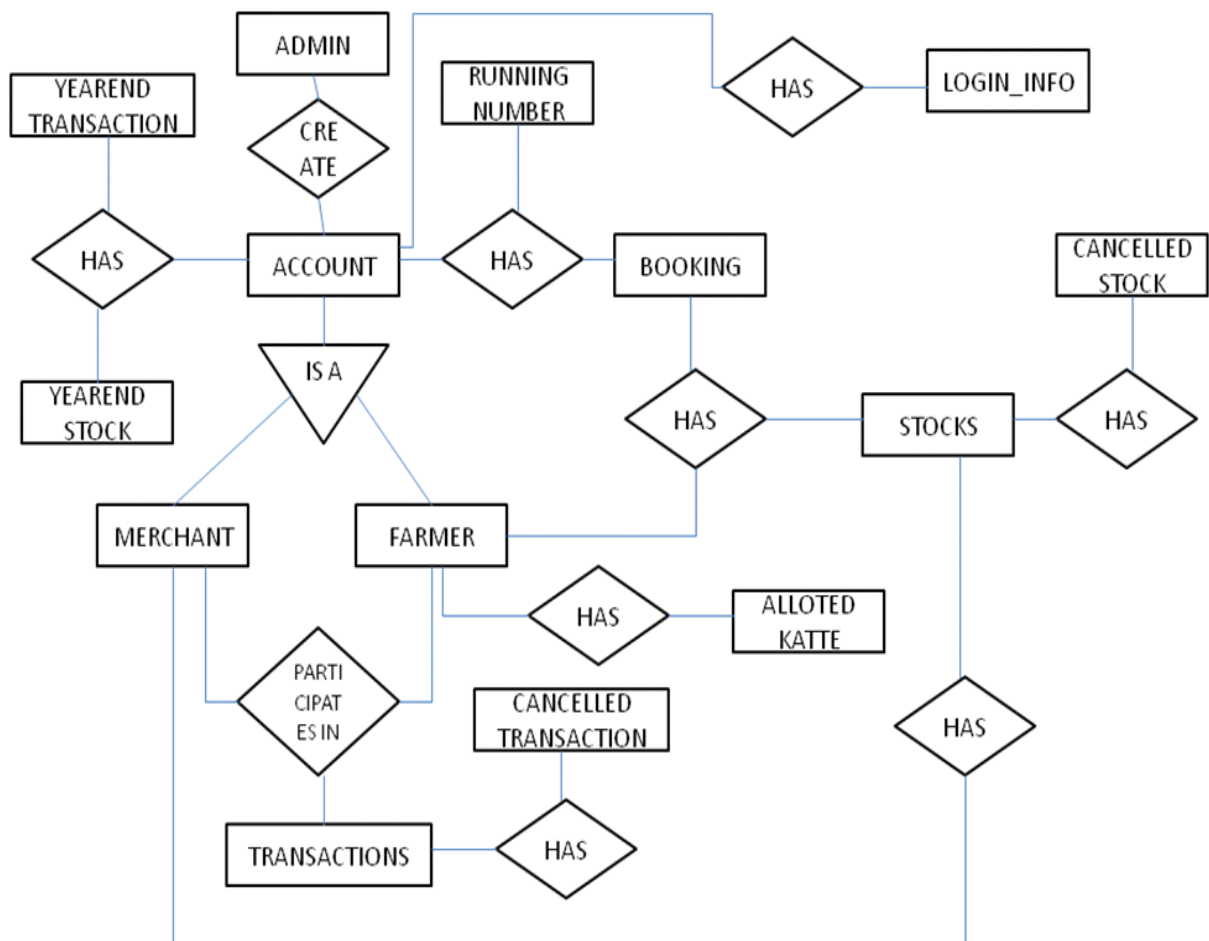 ADMIN
YEAREND
TRANSACTION
RUNNING
NUMBER
HAS
LOGIN_INFO
CRE
ATE
HAS
ACCOUNT
HAS
BOOKING
CANCELLED
STOCK
IS A
YEAREND
STOCK
HAS
STOCKS
HAS
MERCHANT
FARMER
HAS
ALLOTED
KATTE
PARTI
CIPAT
ES IN
CANCELLED
TRANSACTION
HAS
TRANSACTIONS
HAS